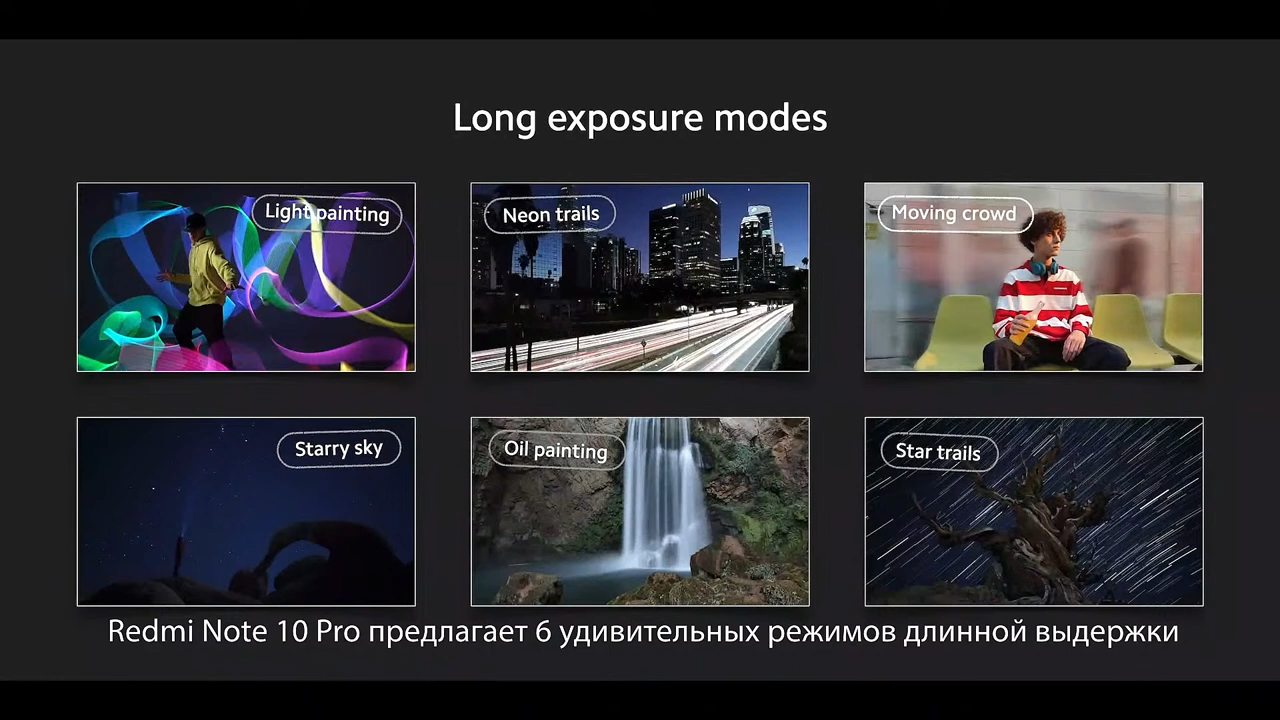 Long exposure modes
Light painting
Neon trails
Moving crowd
Starry sky
Oil painting
Star trails
Redmi Note 10 Pro предлагает 6 удивительных режимов длинной выдержки